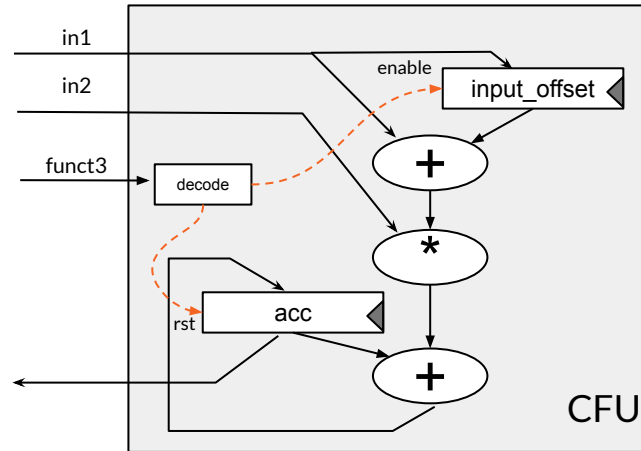 in1
enable
in2
input_offset
+
funct3
decode
*
acc
rst
+
CFU